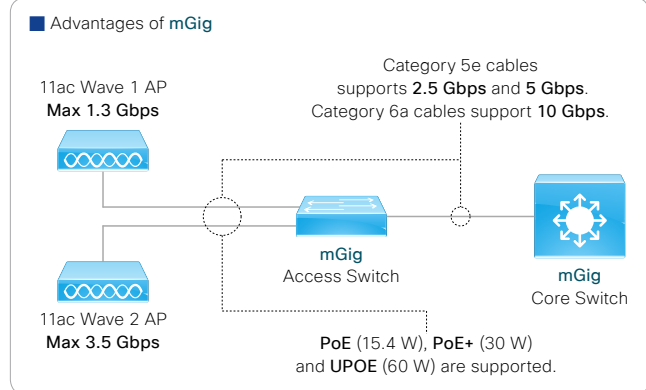 Advantages of mGig
11ac Wave 1 AP
Max 1.3 Gbps
Category 5e cables
supports 2.5 Gbps and 5 Gbps.
Category 6a cables support 10 Gbps.
mGig
Access Switch
mGig
Core Switch
11ac Wave 2 AP
Max 3.5 Gbps
PoE (15.4 W), PoE+ (30 W)
and UPOE (60 W) are supported.